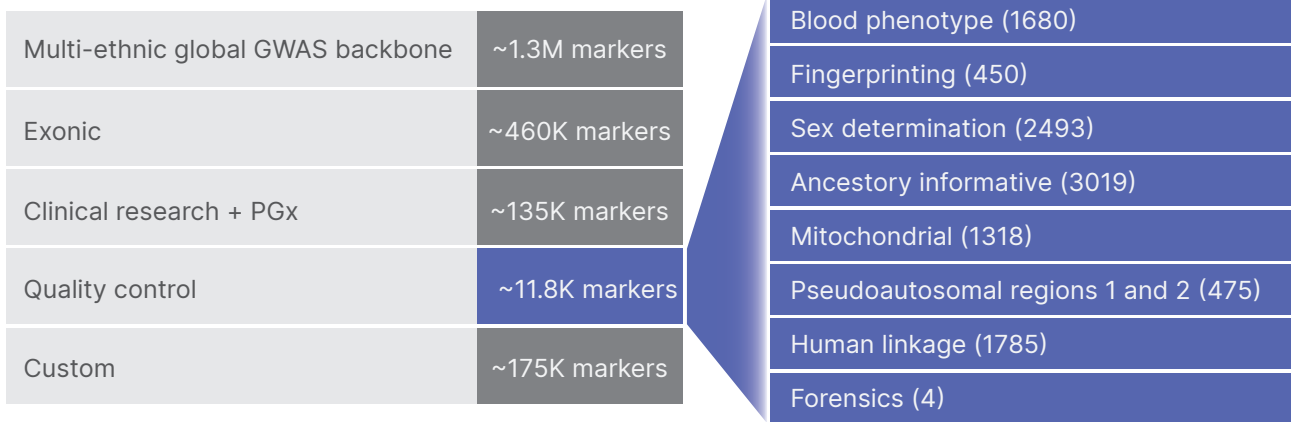 Multi-ethnic global GWAS backbone ~1.3M markers
Exonic ~460K markers
Clinical research + PGx ~135K markers
Quality control ~11.8K markers
Custom ~175K markers
Blood phenotype (1680)
Fingerprinting (450)
Sex determination (2493)
Ancestory informative (3019)
Mitochondrial (1318)
Pseudoautosomal regions 1 and 2 (475)
Human linkage (1785)
Forensics (4)